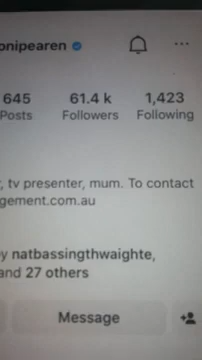 onipearen
645 61.4 k 1,423
Posts Followers Following
, tv presenter, mum. To contact
gement.com.au
y natbassingthwaighte,
and 27 others
Message